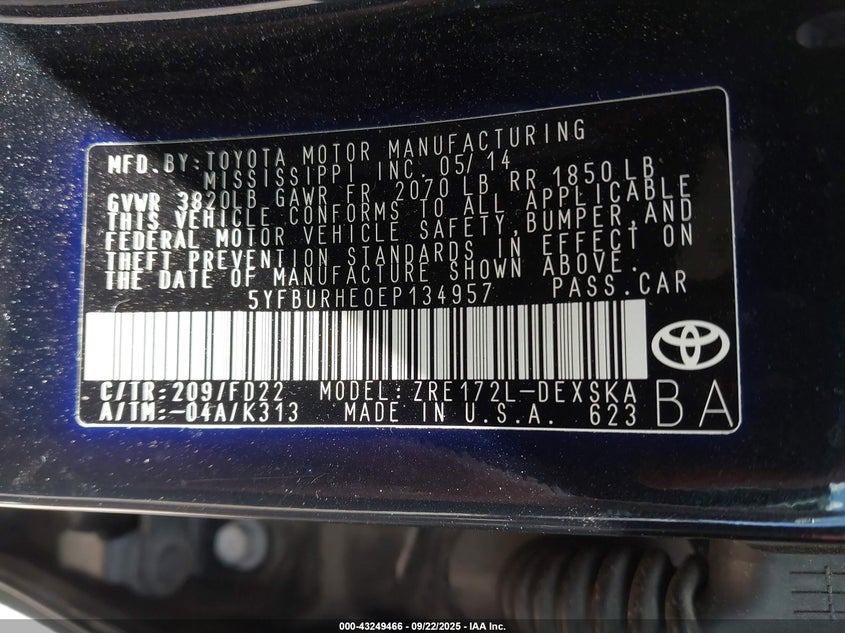 MFD.BY:TOYOTA MOTOR MANUFACTURING
MISSISSIPPI INC. 05/14
GVWR 3820LB GAWR FR 2070 LB RR 1850 LB
THIS VEHICLE CONFORMS TO ALL APPLICABLE
FEDERAL MOTOR VEHICLE SAFETY,BUMPER,AND
THEFT PREVENTION STANDARDS IN EFFECT ON
THE DATE OF MANUFACTURE SHOWN ABOVE.
5YFBURHE0EP134957 PASS.CAR
C/TR:209/FD22 MODEL:ZRE172L-DEXSKA
A/TM:-04A/K313 MADE IN U.S.A. 623
BA
000-43249466 - 09/22/2025 - IAA Inc.